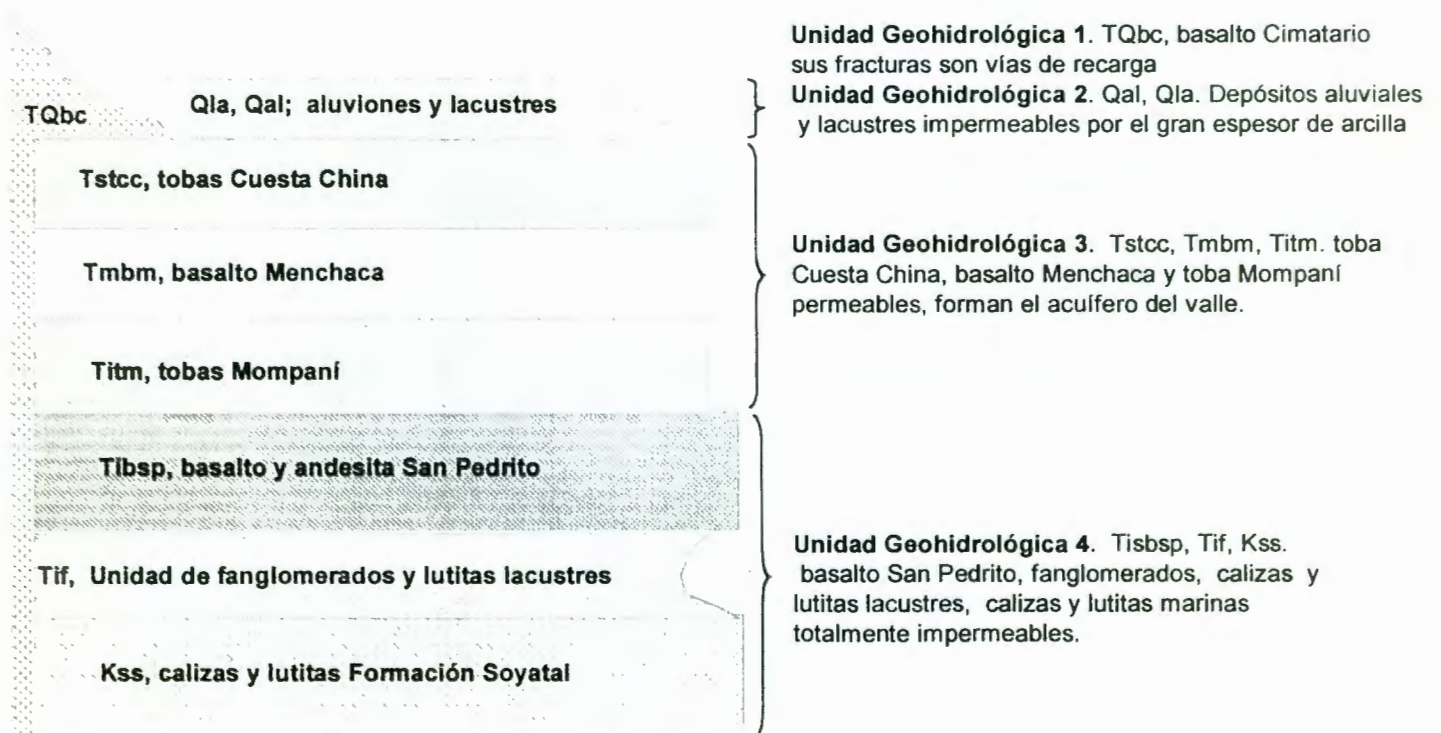 Unidad Geohidrológica 1. TQbc, basalto Cimatario
sus fracturas son vías de recarga
Unidad Geohidrológica 2. Qal, Qla. Depósitos aluviales
y lacustres impermeables por el gran espesor de arcilla
TQbc
Qla, Qal; aluviones y lacustres
Tstcc, tobas Cuesta China
Tmbm, basalto Menchaca
Titm, tobas Mompaní
Unidad Geohidrológica 3. Tstcc, Tmbm, Titm. toba
Cuesta China, basalto Menchaca y toba Mompaní
permeables, forman el acuífero del valle.
Tibsp, basalto y andesita San Pedrito
Tif, Unidad de fanglomerados y lutitas lacustres
Kss, calizas y lutitas Formación Soyatal
Unidad Geohidrológica 4. Tisbsp, Tif, Kss.
basalto San Pedrito, fanglomerados, calizas y
lutitas lacustres, calizas y lutitas marinas
totalmente impermeables.